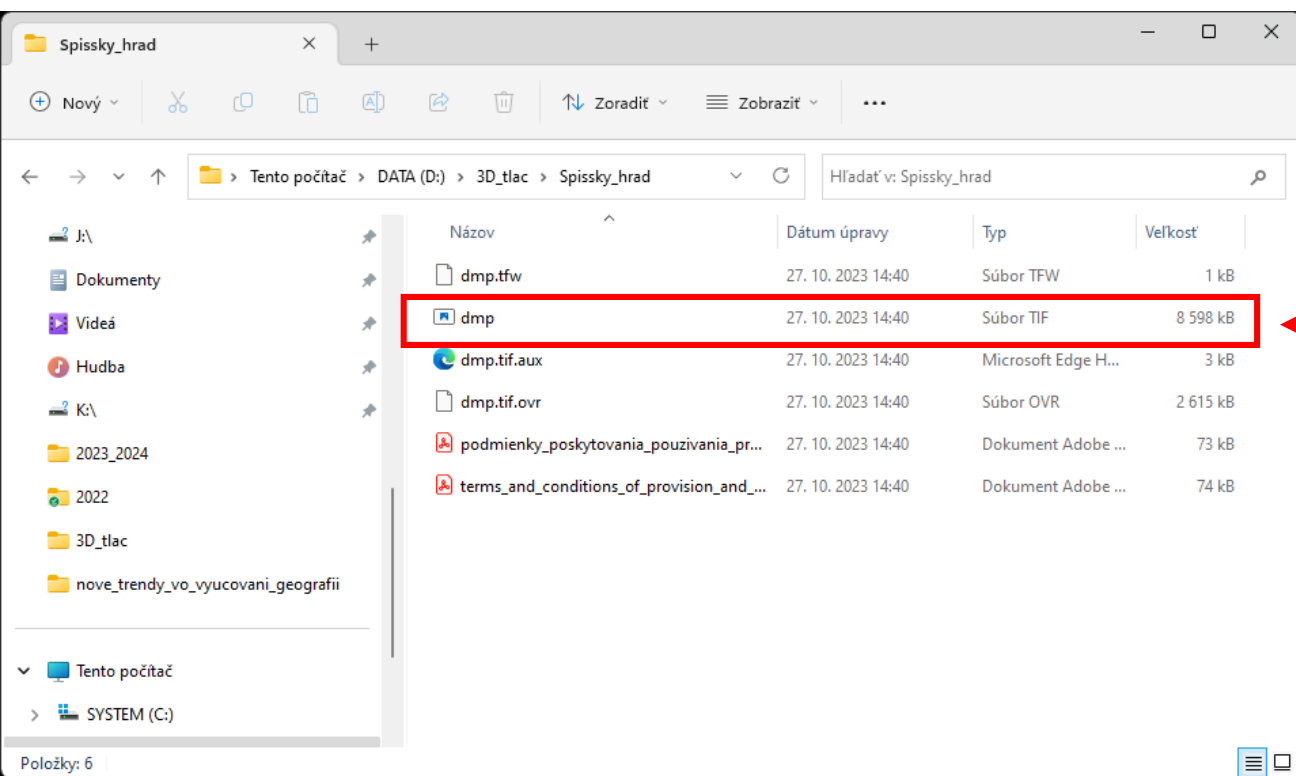 Spissky_hrad
Nový
Zoradiť
Zobraziť
Tento počítač > DATA (D:) > 3D_tlac > Spissky_hrad
Hľadať v: Spissky_hrad
J:\
Dokumenty
Videá
Hudba
K:\
2023_2024
2022
3D_tlac
nove_trendy_vo_vyucovani_geografii
Tento počítač
SYSTEM (C:)
Názov Dátum úpravy Typ Veľkosť
dmp.tfw 27. 10. 2023 14:40 Súbor TFW 1 kB
dmp 27. 10. 2023 14:40 Súbor TIF 8 598 kB
dmp.tif.aux 27. 10. 2023 14:40 Microsoft Edge H... 3 kB
dmp.tif.ovr 27. 10. 2023 14:40 Súbor OVR 2 615 kB
podmienky_poskytovania_pouzivania_pr... 27. 10. 2023 14:40 Dokument Adobe ... 73 kB
terms_and_conditions_of_provision_and_... 27. 10. 2023 14:40 Dokument Adobe ... 74 kB
Položky: 6